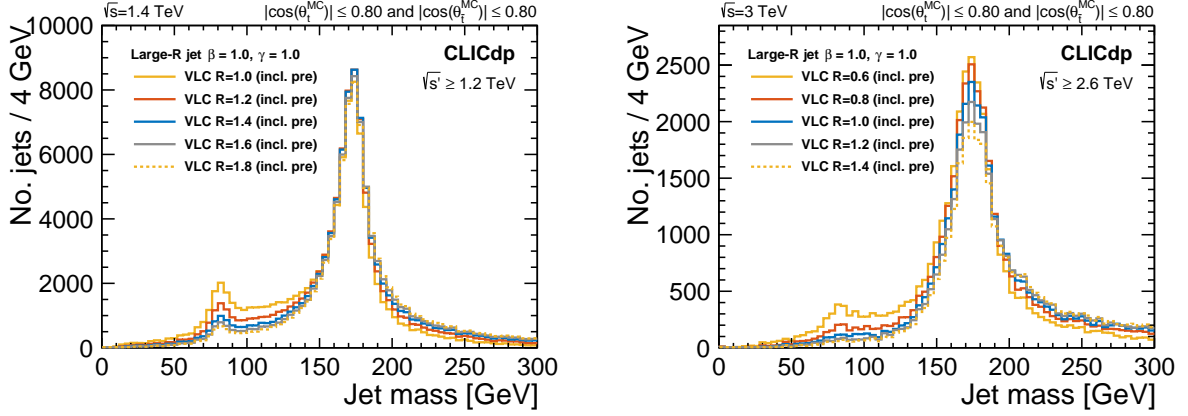 √s=1.4 TeV |cos(θ_t^MC)| ≤ 0.80 and |cos(θ_t̄^MC)| ≤ 0.80
No. jets / 4 GeV
10000
8000
6000
4000
2000
0
Large-R jet β = 1.0, γ = 1.0
VLC R=1.0 (incl. pre)
VLC R=1.2 (incl. pre)
VLC R=1.4 (incl. pre)
VLC R=1.6 (incl. pre)
VLC R=1.8 (incl. pre)
CLICdp
√s' ≥ 1.2 TeV
0 50 100 150 200 250 300
Jet mass [GeV]
√s=3 TeV |cos(θ_t^MC)| ≤ 0.80 and |cos(θ_t̄^MC)| ≤ 0.80
No. jets / 4 GeV
2500
2000
1500
1000
500
0
Large-R jet β = 1.0, γ = 1.0
VLC R=0.6 (incl. pre)
VLC R=0.8 (incl. pre)
VLC R=1.0 (incl. pre)
VLC R=1.2 (incl. pre)
VLC R=1.4 (incl. pre)
CLICdp
√s' ≥ 2.6 TeV
0 50 100 150 200 250 300
Jet mass [GeV]